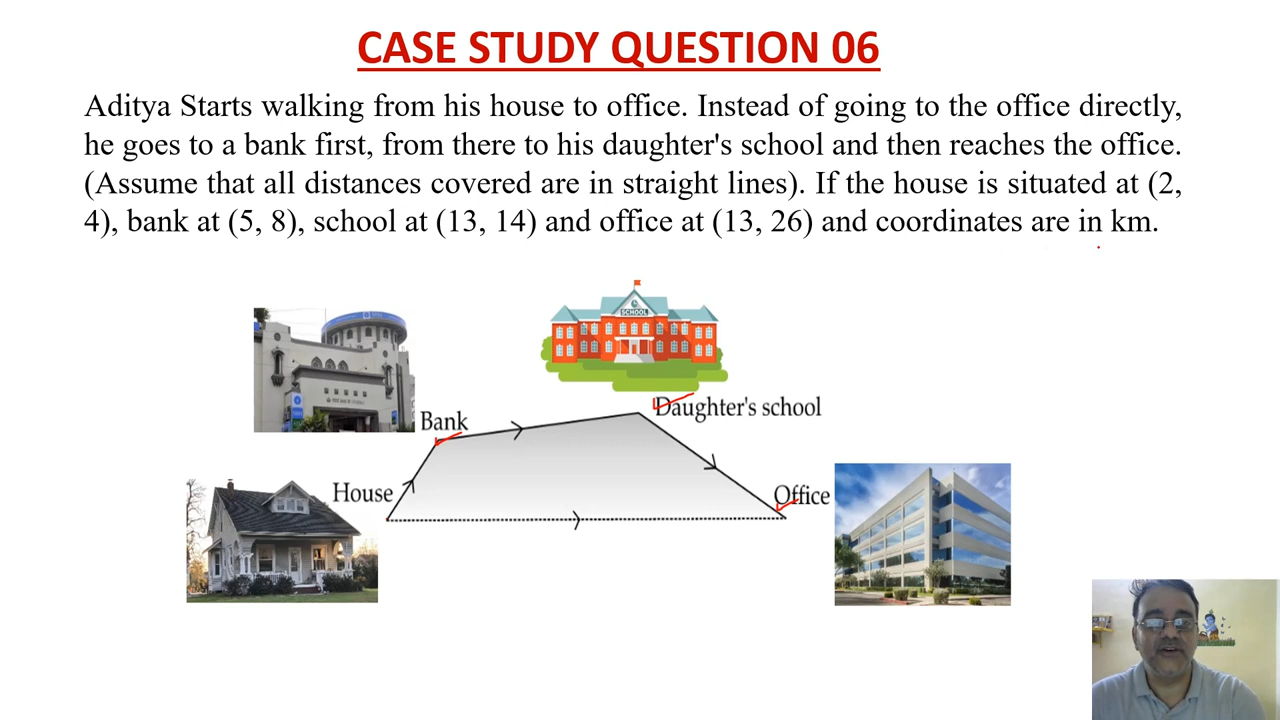 CASE STUDY QUESTION 06
Aditya Starts walking from his house to office. Instead of going to the office directly,
he goes to a bank first, from there to his daughter's school and then reaches the office.
(Assume that all distances covered are in straight lines). If the house is situated at (2,
4), bank at (5, 8), school at (13, 14) and office at (13, 26) and coordinates are in km.
SCHOOL
Daughter's school
Bank
House
Office